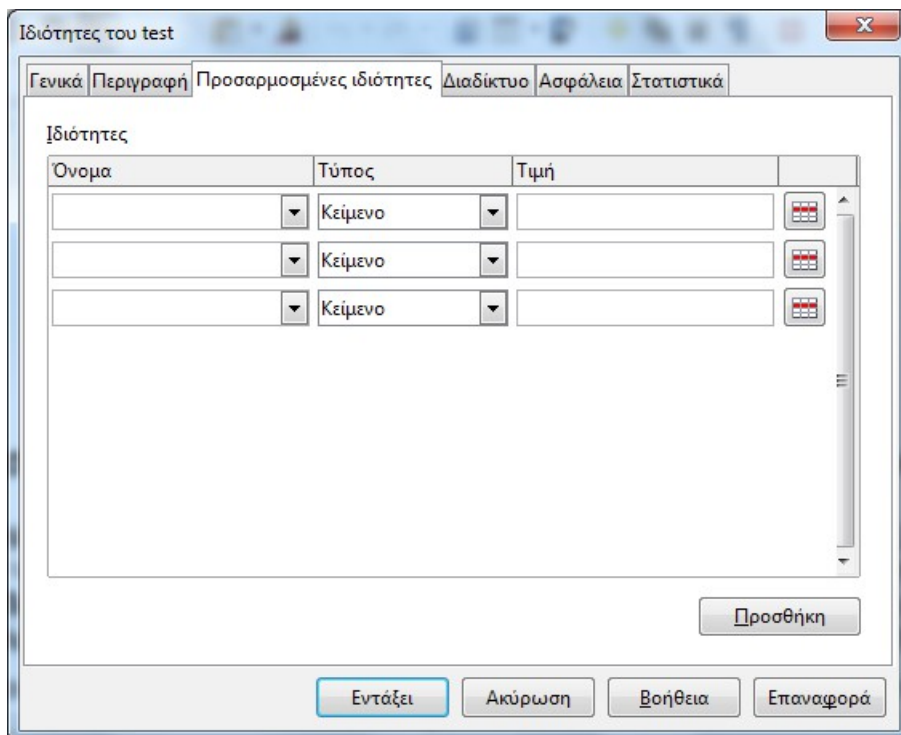 Ιδιότητες του test
Γενικά Περιγραφή Προσαρμοσμένες ιδιότητες Διαδίκτυο Ασφάλεια Στατιστικά
Ιδιότητες
Όνομα Τύπος Τιμή
Κείμενο
Κείμενο
Κείμενο
Προσθήκη
Εντάξει Ακύρωση Βοήθεια Επαναφορά